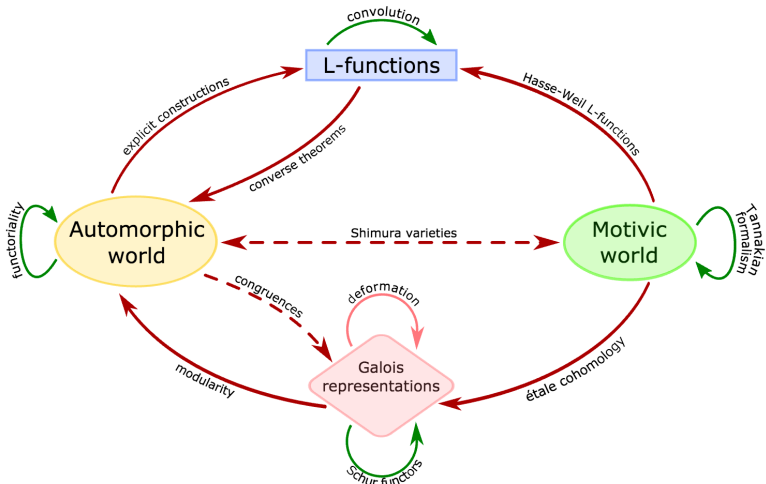 convolution
L-functions
explicit constructions
Hasse-Weil L-functions
converse theorems
functoriality
Automorphic
world
Shimura varieties
Motivic
world
Tannakian
formalism
congruences
deformation
Galois
representations
modularity
étale cohomology
Schur functors